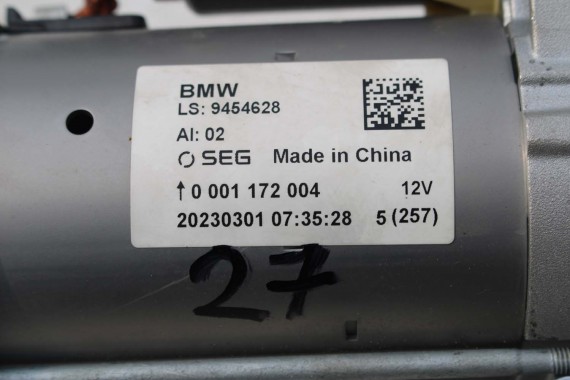 BMW
LS: 9454628
AI: 02
SEG Made in China
↑0 001 172 004 12V
20230301 07:35:28 5 (257)
27